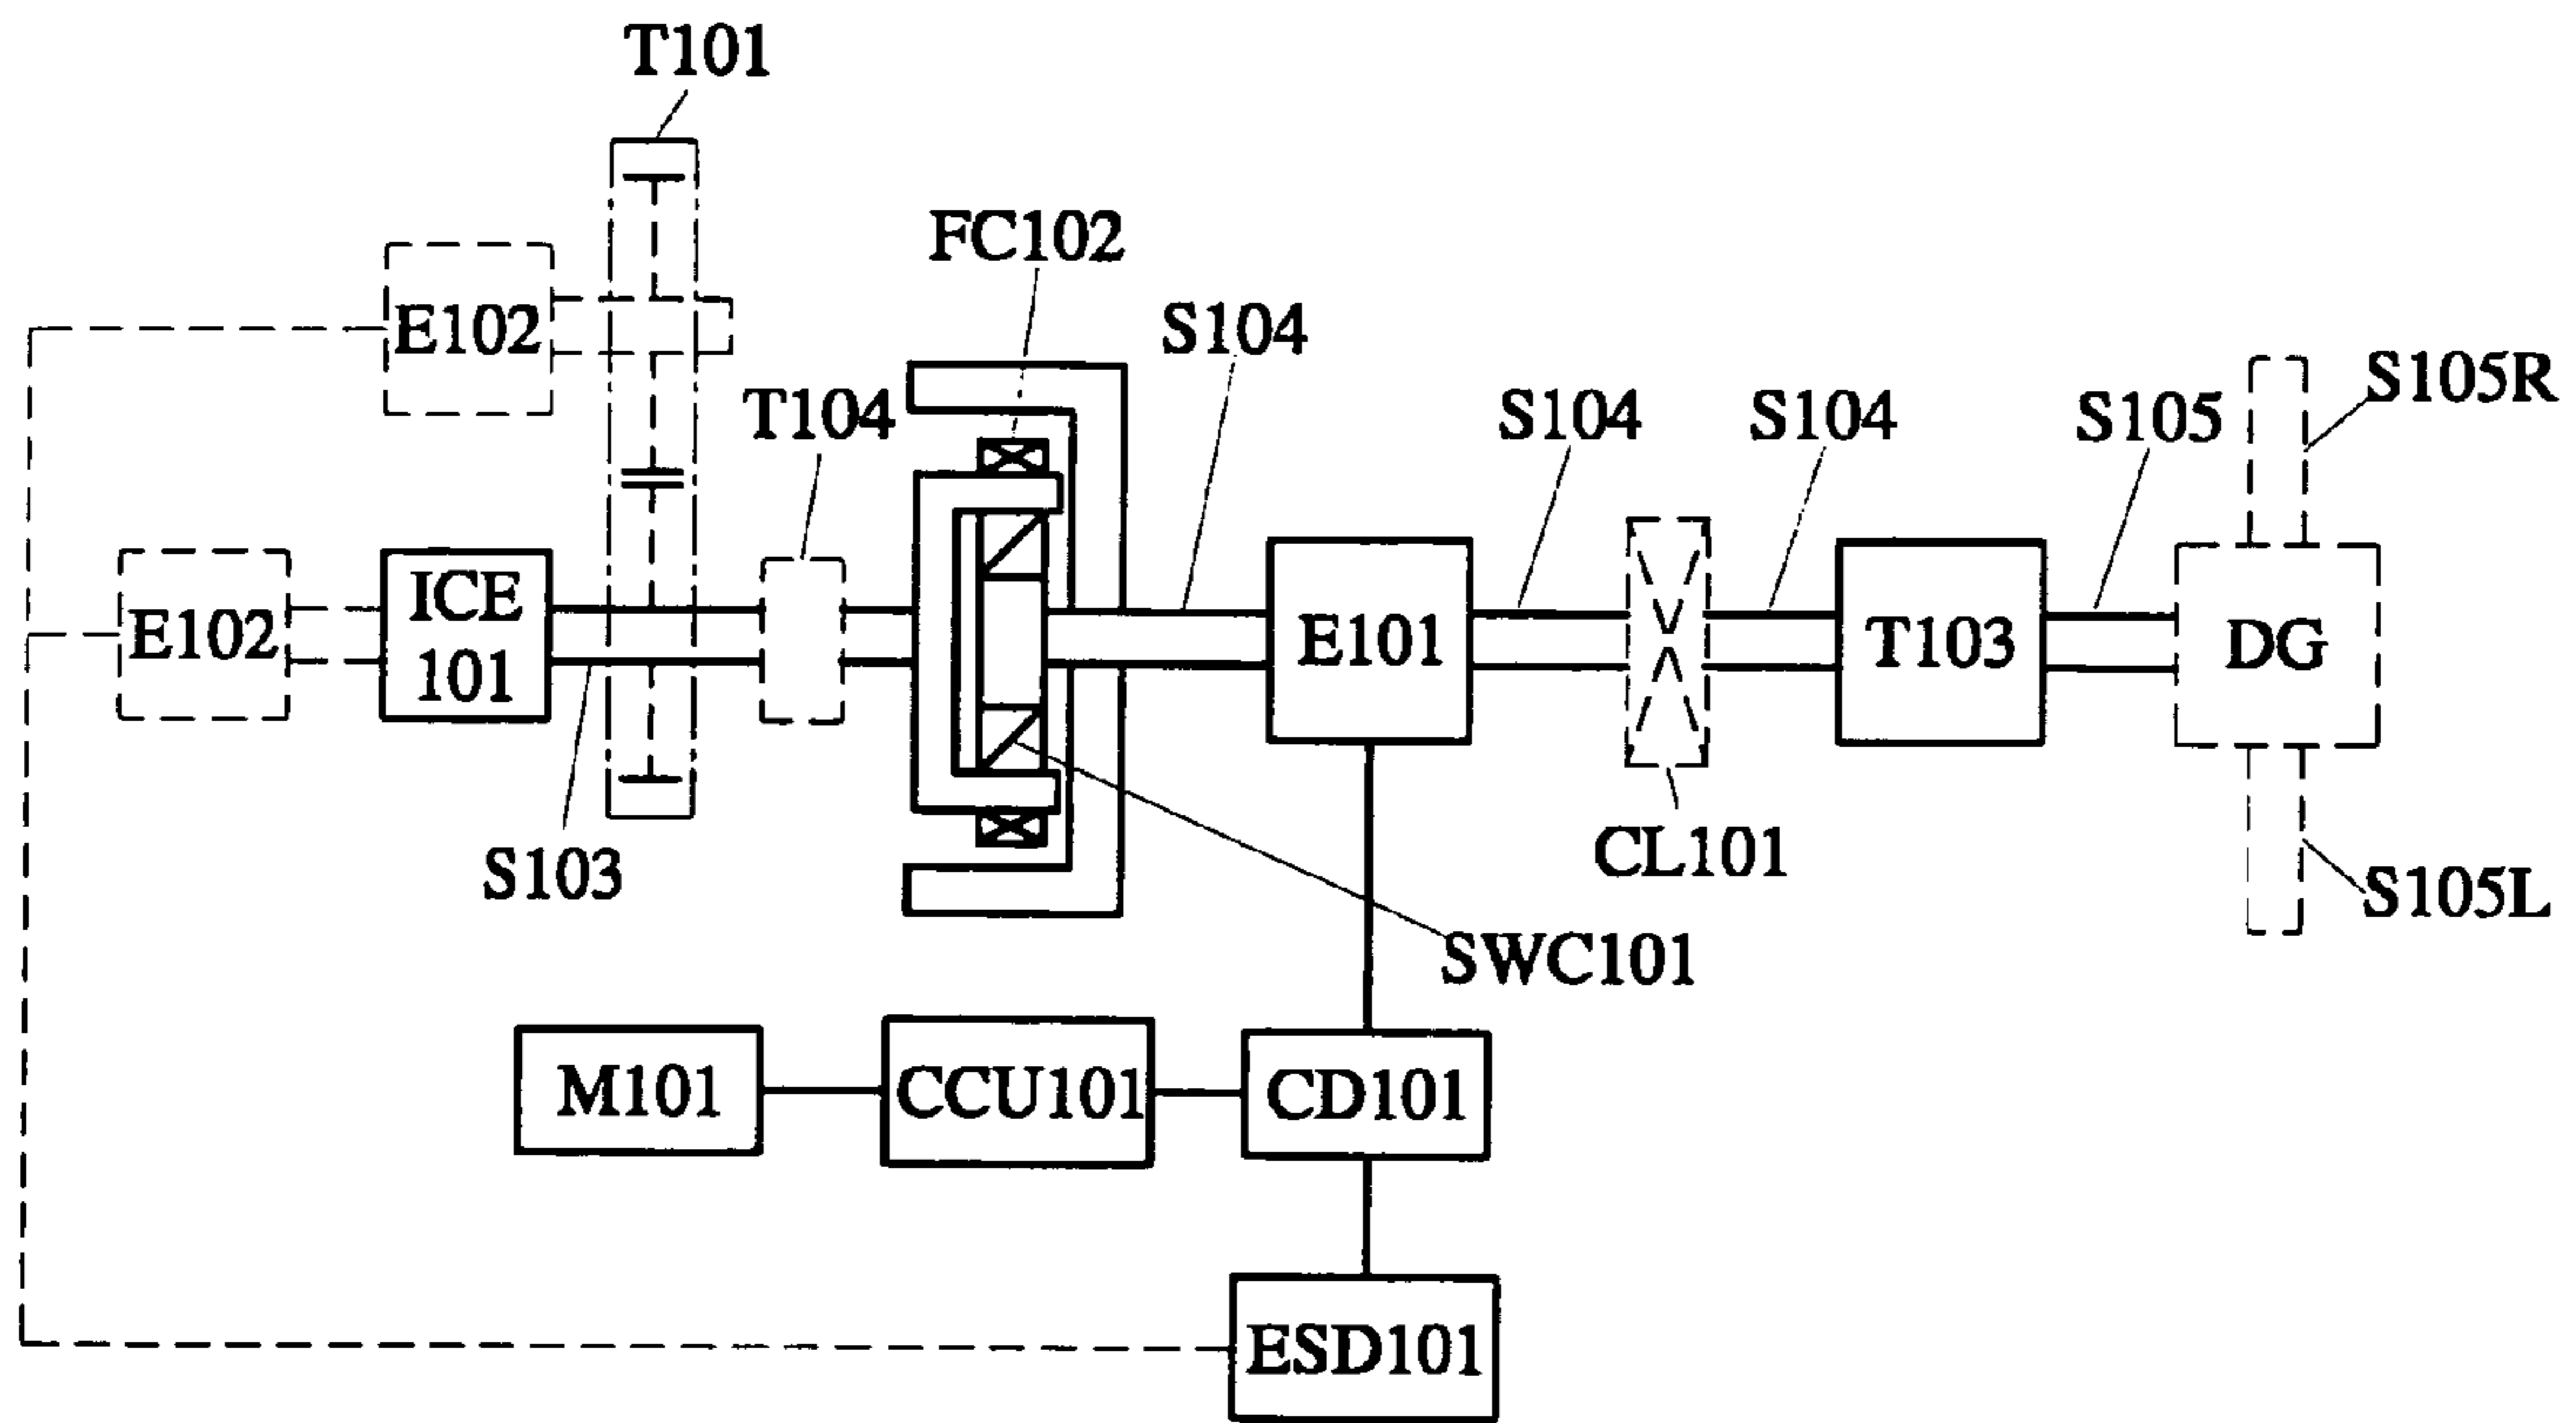 T101
FC102
E102
S104
T104
S104
S104
S105
S105R
E102
ICE
101
E101
T103
DG
S103
CL101
S105L
SWC101
M101
CCU101
CD101
ESD101